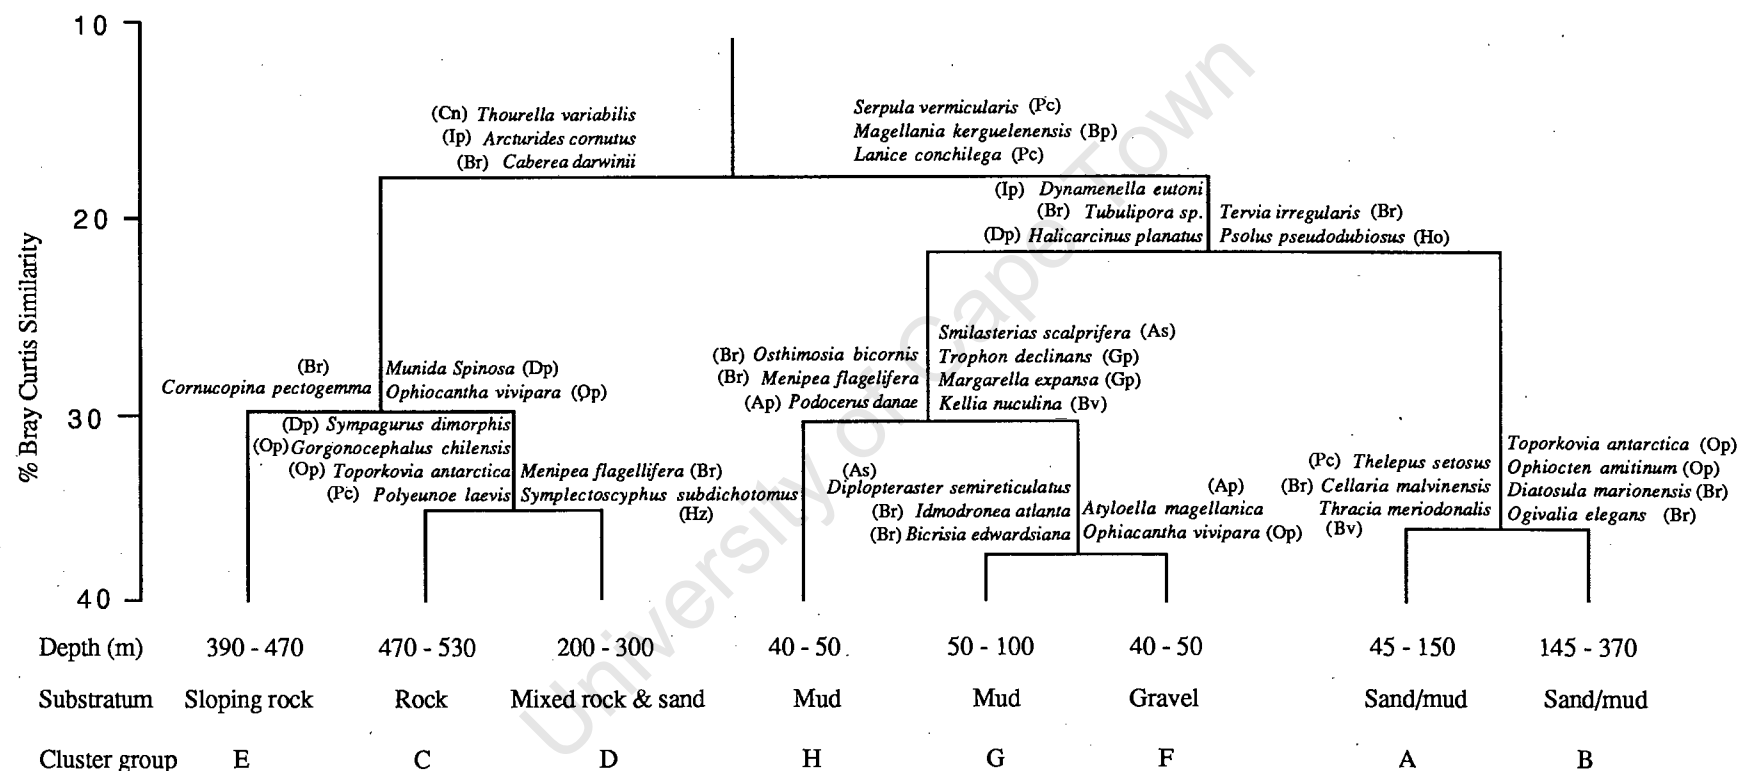 10
(Cn) Thourella variabilis
(Ip) Arcturides cornutus
(Br) Caberea darwinii
Serpula vermicularis (Pc)
Magellania kerguelenensis (Bp)
Lanice conchilega (Pc)
20
(Ip) Dynamenella eutoni
(Br) Tubulipora sp.
(Dp) Halicarcinus planatus
Tervia irregularis (Br)
Psolus pseudodubiosus (Ho)
% Bray Curtis Similarity
(Br)
Cornucopina pectogemma
Munida Spinosa (Dp)
Ophiocantha vivipara (Op)
(Br) Osthimosia bicornis
(Br) Menipea flagelifera
(Ap) Podocerus danae
Smilasterias scalprifera (As)
Trophon declinans (Gp)
Margarella expansa (Gp)
Kellia nuculina (Bv)
30
(Dp) Sympagurus dimorphis
(Op) Gorgonocephalus chilensis
(Op) Toporkovia antarctica
(Pc) Polyeunoe laevis
Menipea flagellifera (Br)
Symplectoscyphus subdichotomus
(Hz)
(As)
Diplopteraster semireticulatus
(Br) Idmodronea atlanta
(Br) Bicrisia edwardsiana
(Ap)
Atyloella magellanica
Ophiacantha vivipara (Op)
(Pc) Thelepus setosus
(Br) Cellaria malvinensis
Thracia meriodonalis
(Bv)
Toporkovia antarctica (Op)
Ophiocten amitinum (Op)
Diatosula marionensis (Br)
Ogivalia elegans (Br)
40
Depth (m) 390 - 470 470 - 530 200 - 300 40 - 50 50 - 100 40 - 50 45 - 150 145 - 370
Substratum Sloping rock Rock Mixed rock & sand Mud Mud Gravel Sand/mud Sand/mud
Cluster group E C D H G F A B
University of Cape Town